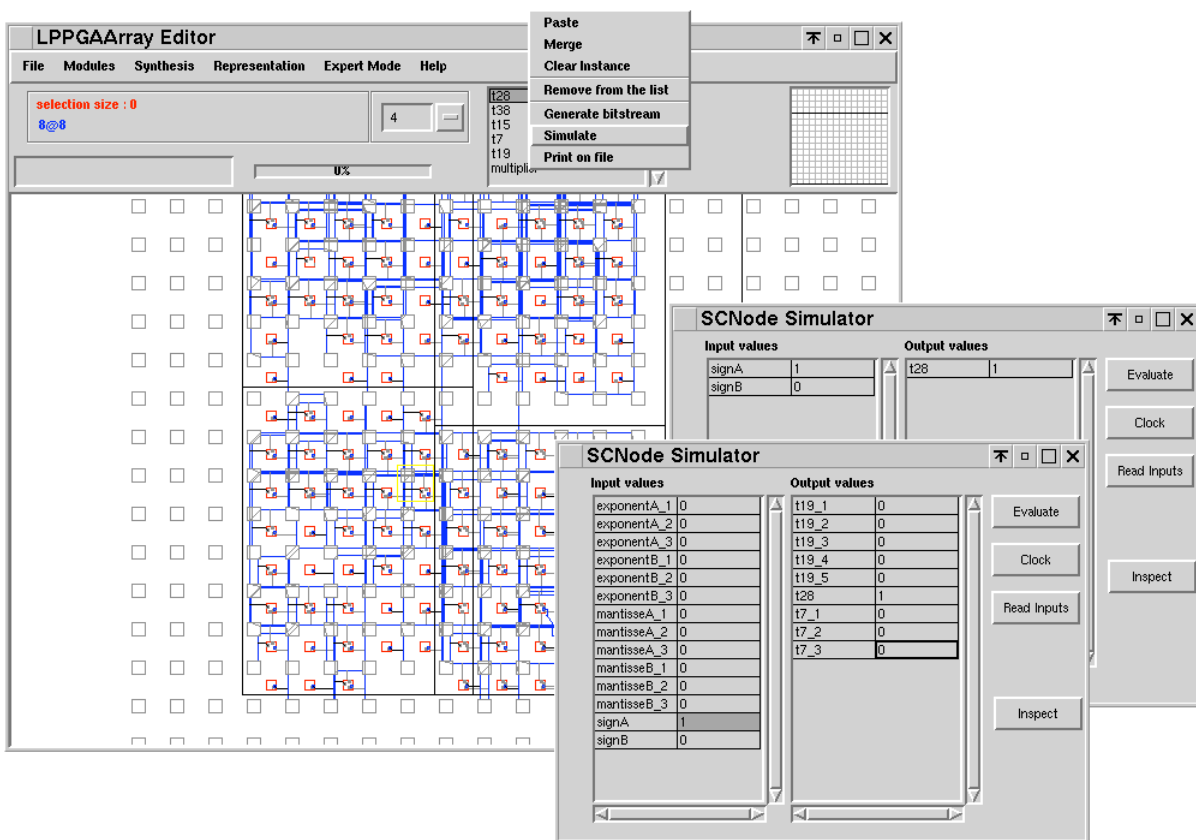 LPPGAArray Editor
File Modules Synthesis Representation Expert Mode Help
selection size : 0
8@8
4
0%
t28
t38
t15
t7
t19
multiplier
Paste
Merge
Clear Instance
Remove from the list
Generate bitstream
Simulate
Print on file
SCNode Simulator
Input values Output values
signA 1 t28 1
signB 0
Evaluate
Clock
Read Inputs
Inspect
SCNode Simulator
Input values Output values
exponentA_1 0 t19_1 0
exponentA_2 0 t19_2 0
exponentA_3 0 t19_3 0
exponentB_1 0 t19_4 0
exponentB_2 0 t19_5 0
exponentB_3 0 t28 1
mantisseA_1 0 t7_1 0
mantisseA_2 0 t7_2 0
mantisseA_3 0 t7_3 0
mantisseB_1 0
mantisseB_2 0
mantisseB_3 0
signA 1
signB 0
Evaluate
Clock
Read Inputs
Inspect